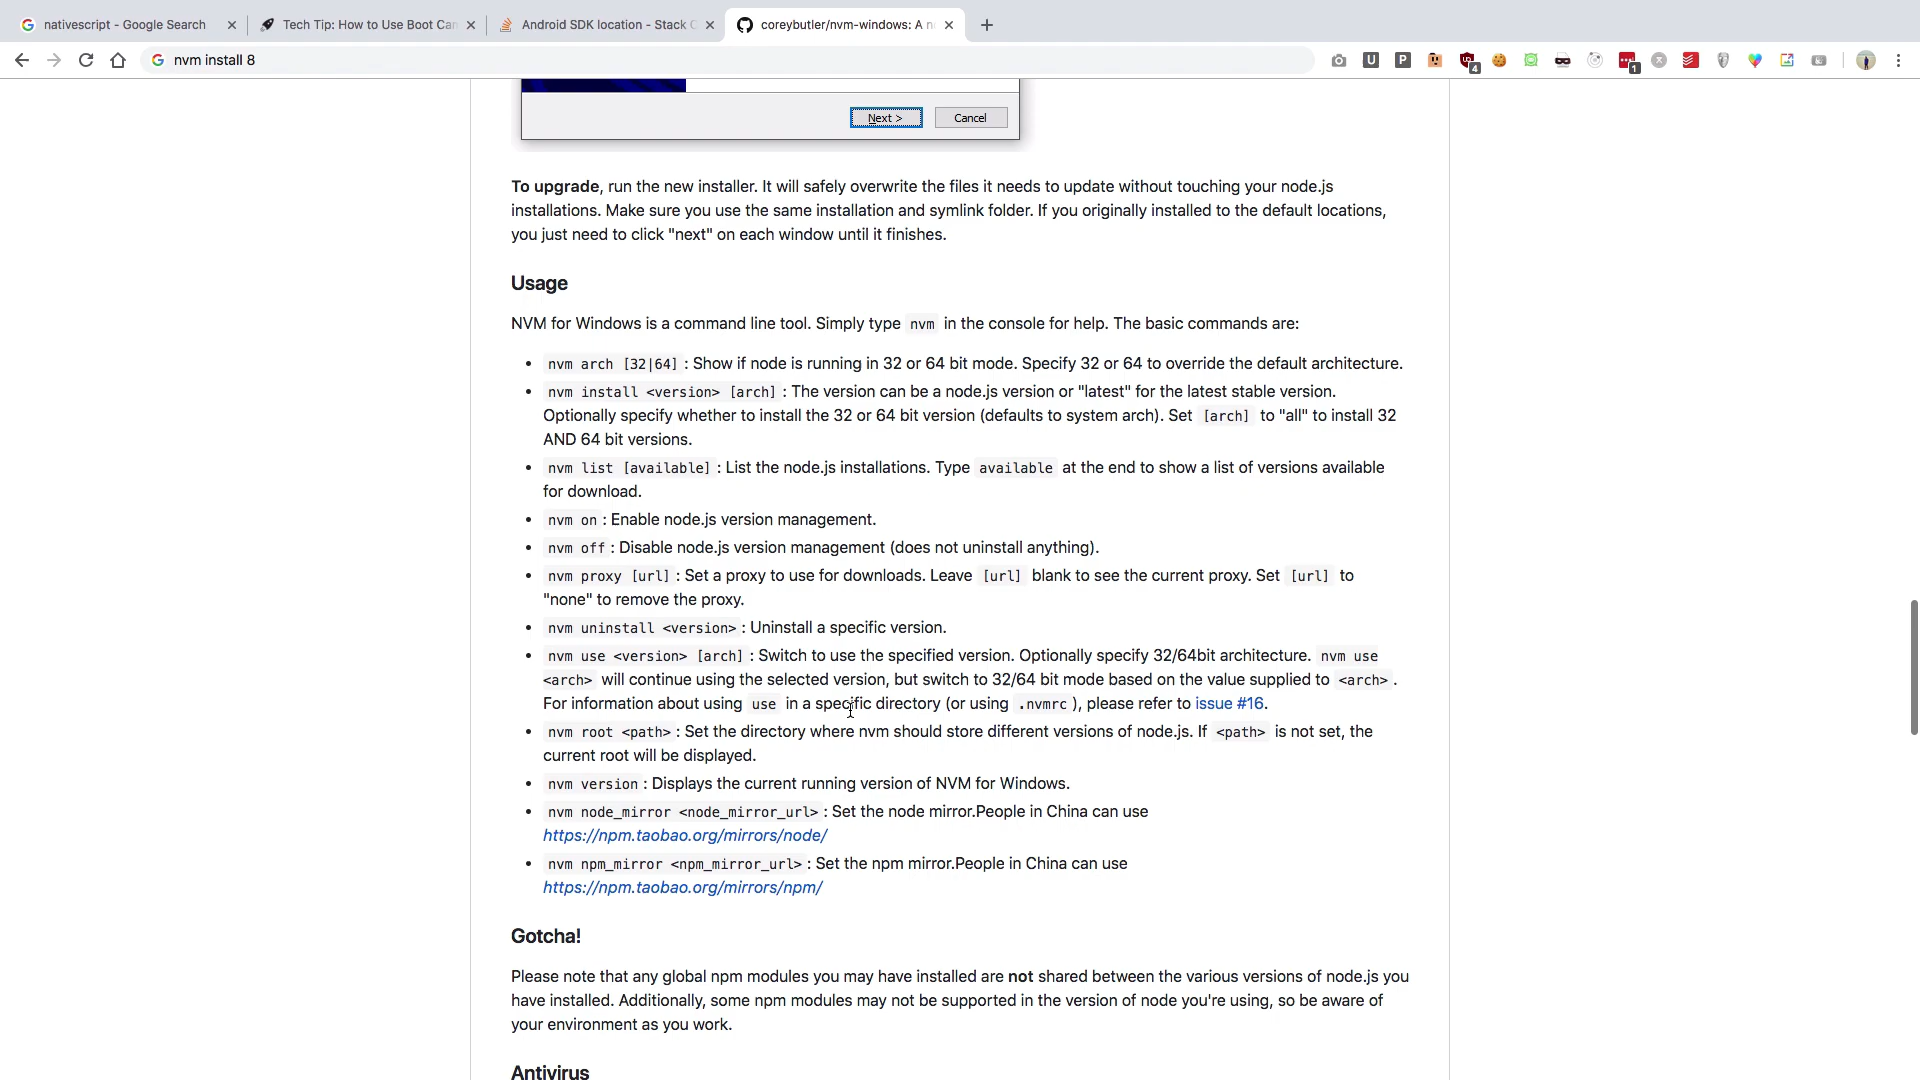 nativescript - Google Search
Tech Tip: How to Use Boot Can
Android SDK location - Stack O
coreybutler/nvm-windows: A n
nvm install 8
U
P
4
1
Next >
Cancel
To upgrade, run the new installer. It will safely overwrite the files it needs to update without touching your node.js
installations. Make sure you use the same installation and symlink folder. If you originally installed to the default locations,
you just need to click "next" on each window until it finishes.
Usage
NVM for Windows is a command line tool. Simply type nvm in the console for help. The basic commands are:
• nvm arch [32|64] : Show if node is running in 32 or 64 bit mode. Specify 32 or 64 to override the default architecture.
• nvm install <version> [arch] : The version can be a node.js version or "latest" for the latest stable version.
Optionally specify whether to install the 32 or 64 bit version (defaults to system arch). Set [arch] to "all" to install 32
AND 64 bit versions.
• nvm list [available] : List the node.js installations. Type available at the end to show a list of versions available
for download.
• nvm on : Enable node.js version management.
• nvm off : Disable node.js version management (does not uninstall anything).
• nvm proxy [url] : Set a proxy to use for downloads. Leave [url] blank to see the current proxy. Set [url] to
"none" to remove the proxy.
• nvm uninstall <version> : Uninstall a specific version.
• nvm use <version> [arch] : Switch to use the specified version. Optionally specify 32/64bit architecture. nvm use
<arch> will continue using the selected version, but switch to 32/64 bit mode based on the value supplied to <arch> .
For information about using use in a specific directory (or using .nvmrc ), please refer to issue #16.
• nvm root <path> : Set the directory where nvm should store different versions of node.js. If <path> is not set, the
current root will be displayed.
• nvm version : Displays the current running version of NVM for Windows.
• nvm node_mirror <node_mirror_url> : Set the node mirror.People in China can use
https://npm.taobao.org/mirrors/node/
• nvm npm_mirror <npm_mirror_url> : Set the npm mirror.People in China can use
https://npm.taobao.org/mirrors/npm/
Gotcha!
Please note that any global npm modules you may have installed are not shared between the various versions of node.js you
have installed. Additionally, some npm modules may not be supported in the version of node you're using, so be aware of
your environment as you work.
Antivirus